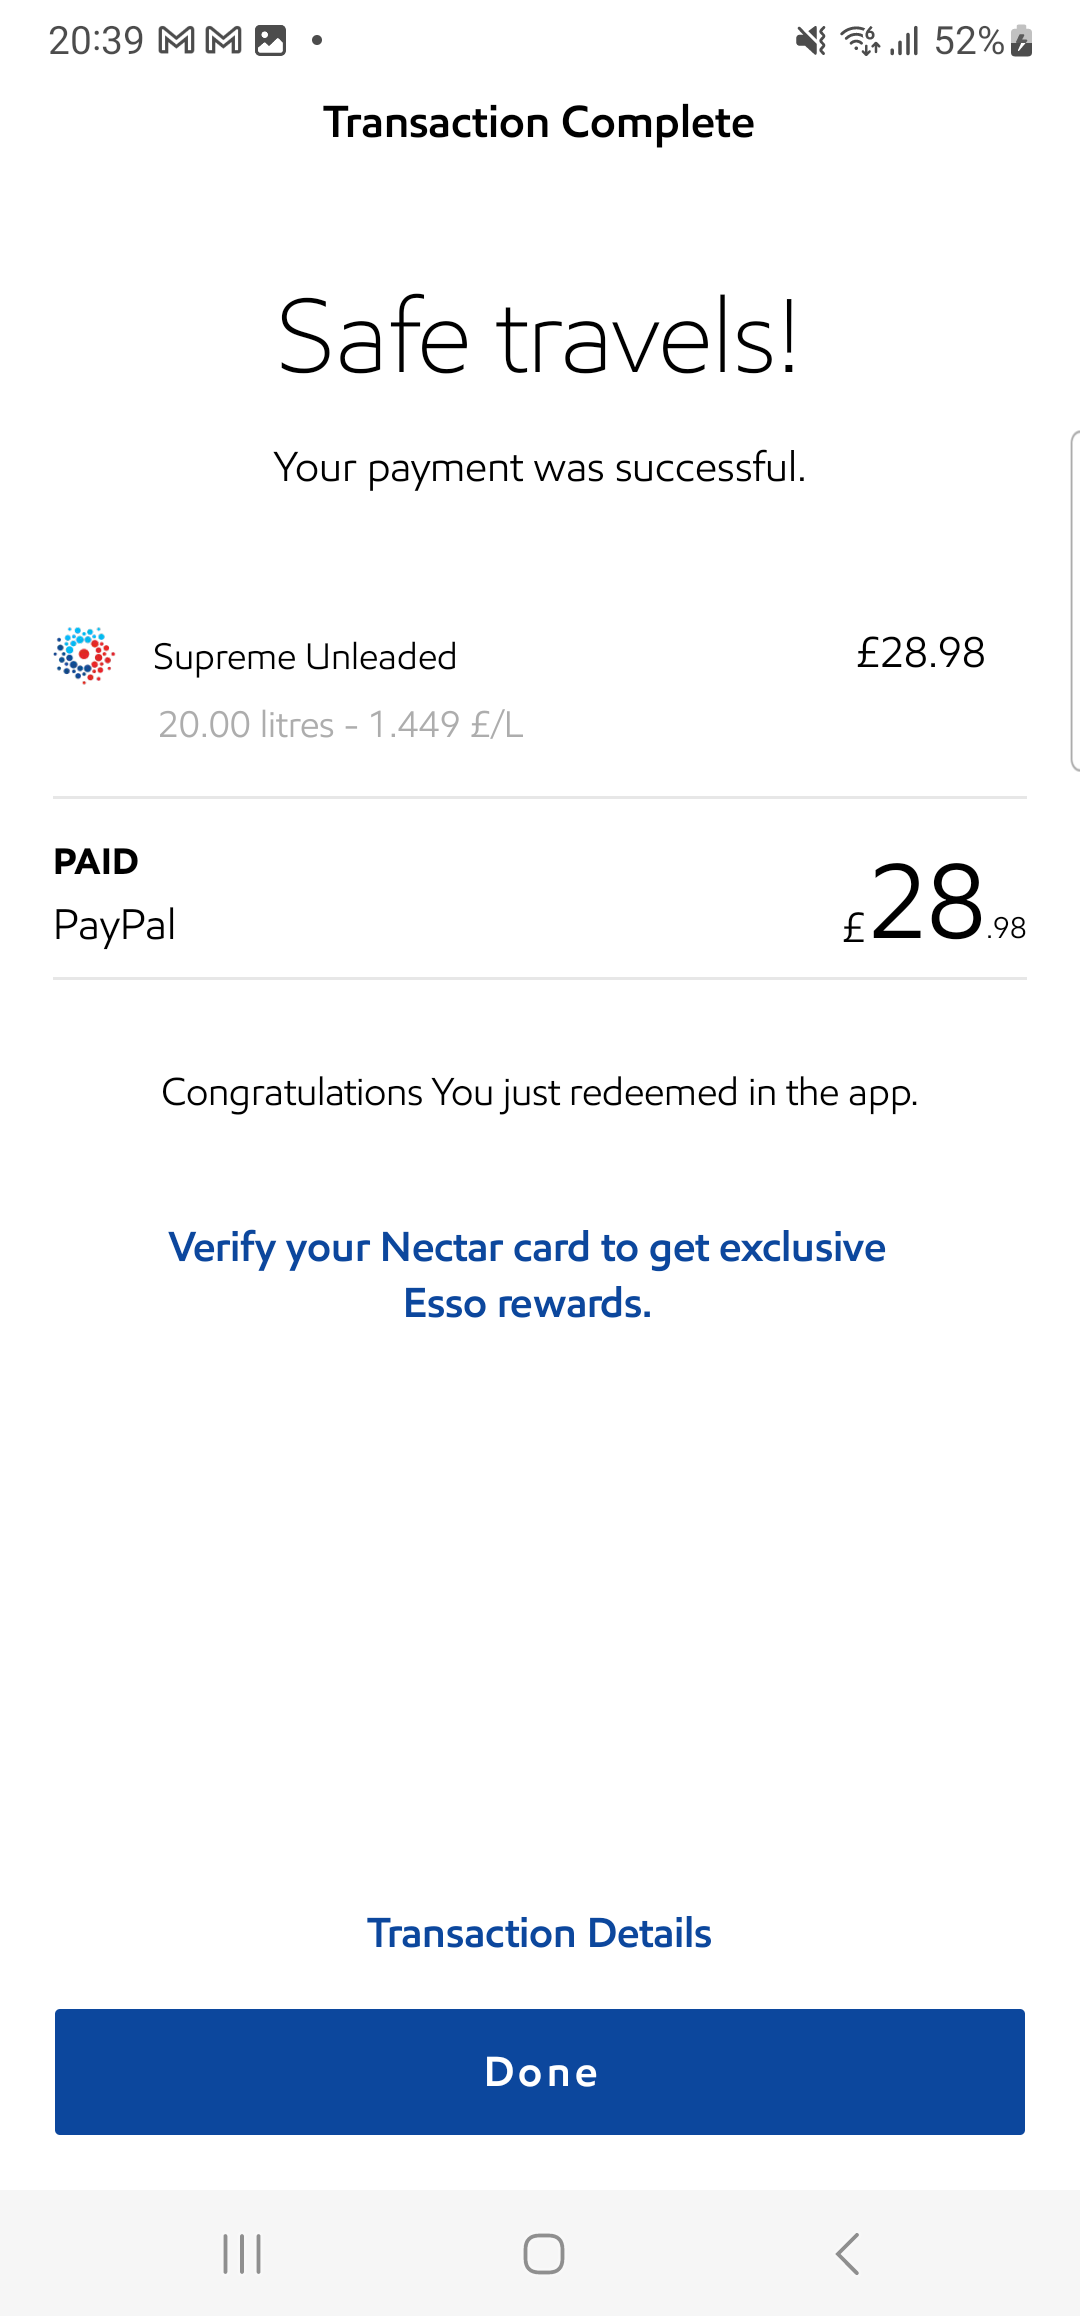 20:39 52%
Transaction Complete
Safe travels!
Your payment was successful.
Supreme Unleaded £28.98
20.00 litres - 1.449 £/L
PAID
PayPal £28.98
Congratulations You just redeemed in the app.
Verify your Nectar card to get exclusive
Esso rewards.
Transaction Details
Done